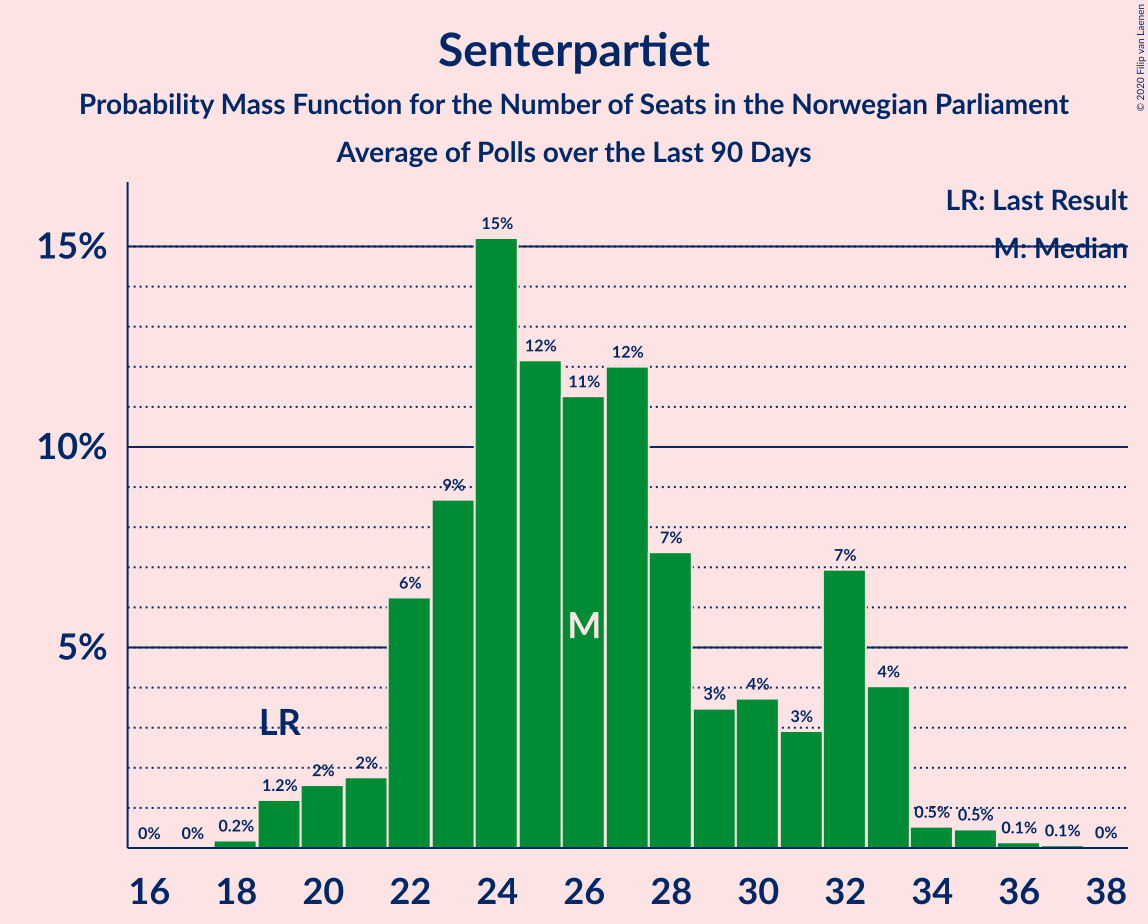 Senterpartiet
Probability Mass Function for the Number of Seats in the Norwegian Parliament
Average of Polls over the Last 90 Days
© 2020 Filip van Laenen
LR: Last Result
M: Median
15%
10%
5%
0%
0%
0.2%
1.2%
2%
2%
6%
9%
15%
12%
11%
12%
7%
3%
4%
3%
7%
4%
0.5%
0.5%
0.1%
0.1%
0%
LR
M
16 18 20 22 24 26 28 30 32 34 36 38